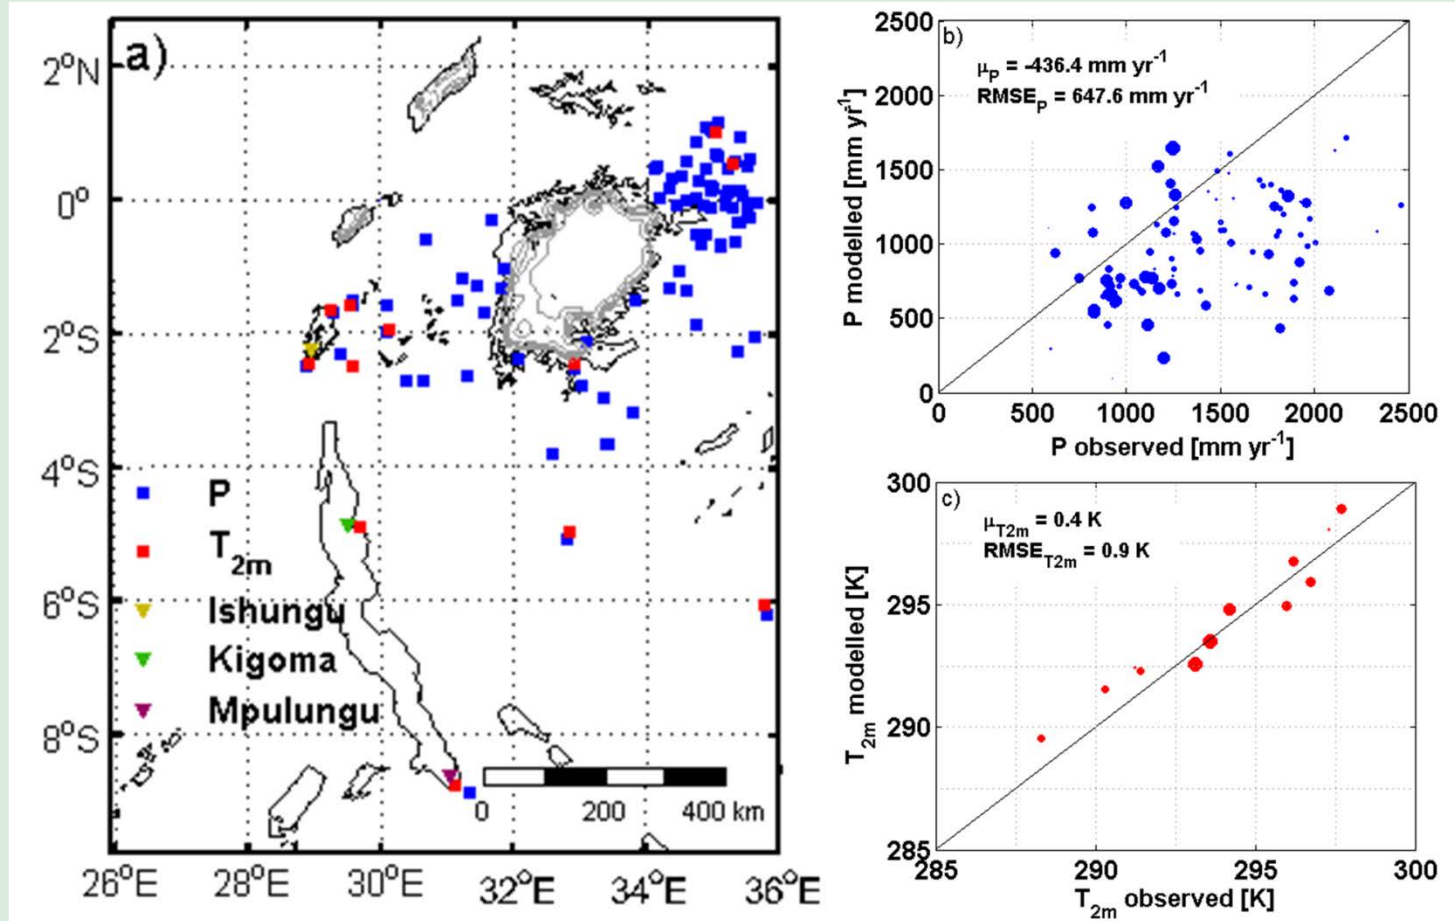 a)
2°N
0°
2°S
4°S
6°S
8°S
P
T2m
Ishungu
Kigoma
Mpulungu
0 200 400 km
26°E 28°E 30°E 32°E 34°E 36°E
b)
μP = -436.4 mm yr-1
RMSEP = 647.6 mm yr-1
P modelled [mm yr-1]
2500
2000
1500
1000
500
0
0 500 1000 1500 2000 2500
P observed [mm yr-1]
c)
μT2m = 0.4 K
RMSET2m = 0.9 K
T2m modelled [K]
300
295
290
285
285 290 295 300
T2m observed [K]